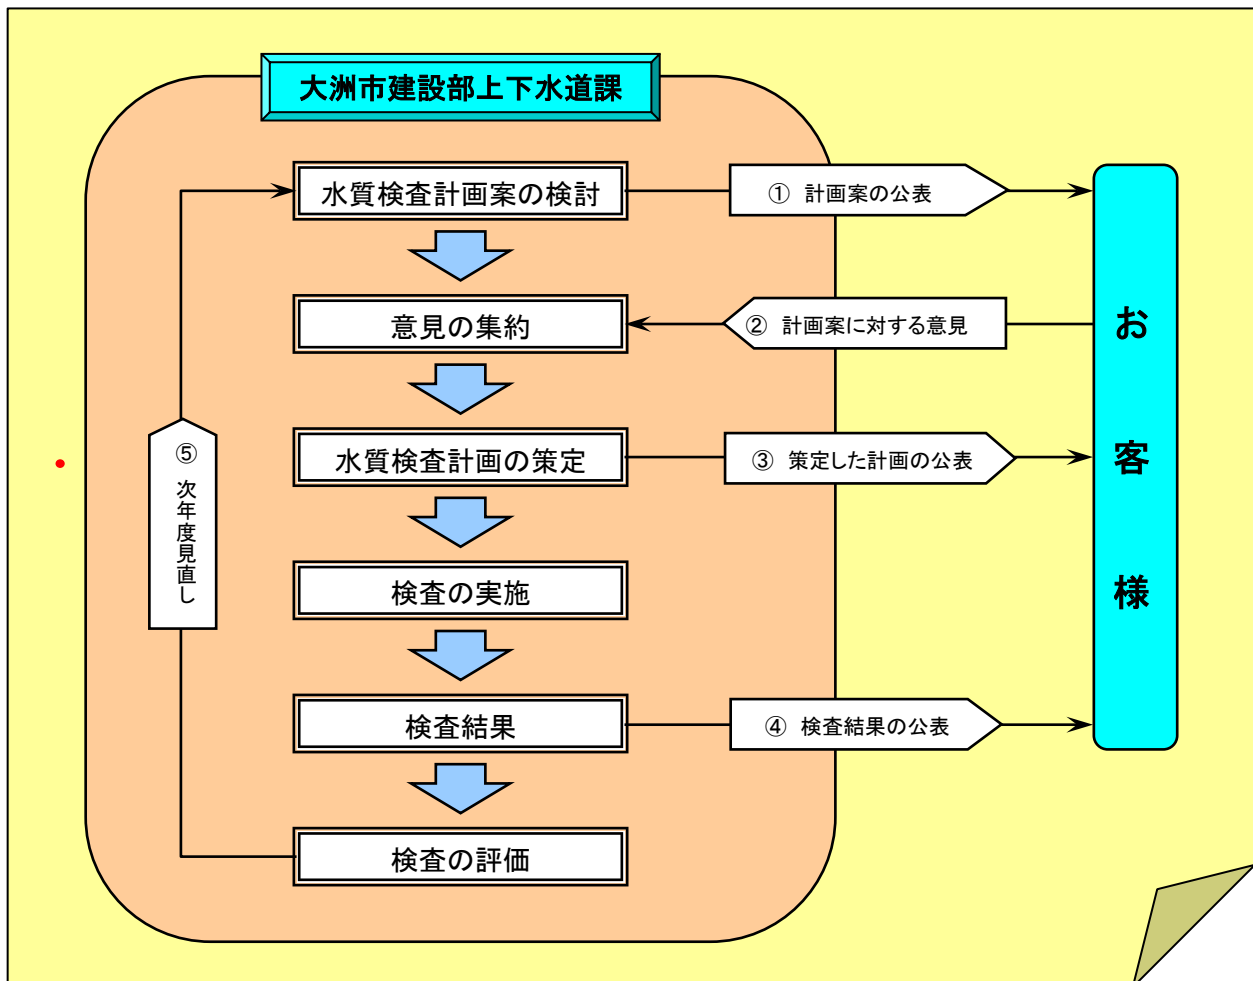 大洲市建設部上下水道課
水質検査計画案の検討
① 計画案の公表
意見の集約
② 計画案に対する意見
水質検査計画の策定
③ 策定した計画の公表
検査の実施
検査結果
④ 検査結果の公表
検査の評価
⑤ 次年度見直し
お客様